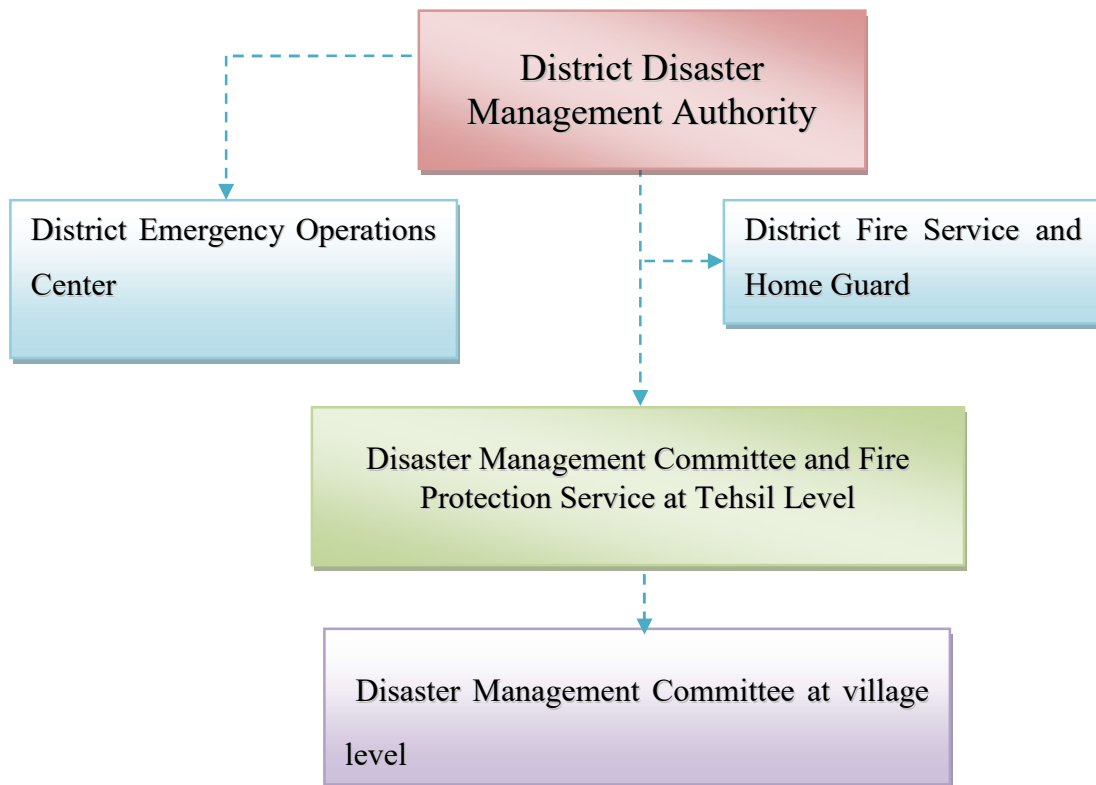 District Disaster
Management Authority
District Emergency Operations
Center
District Fire Service and
Home Guard
Disaster Management Committee and Fire
Protection Service at Tehsil Level
Disaster Management Committee at village
level